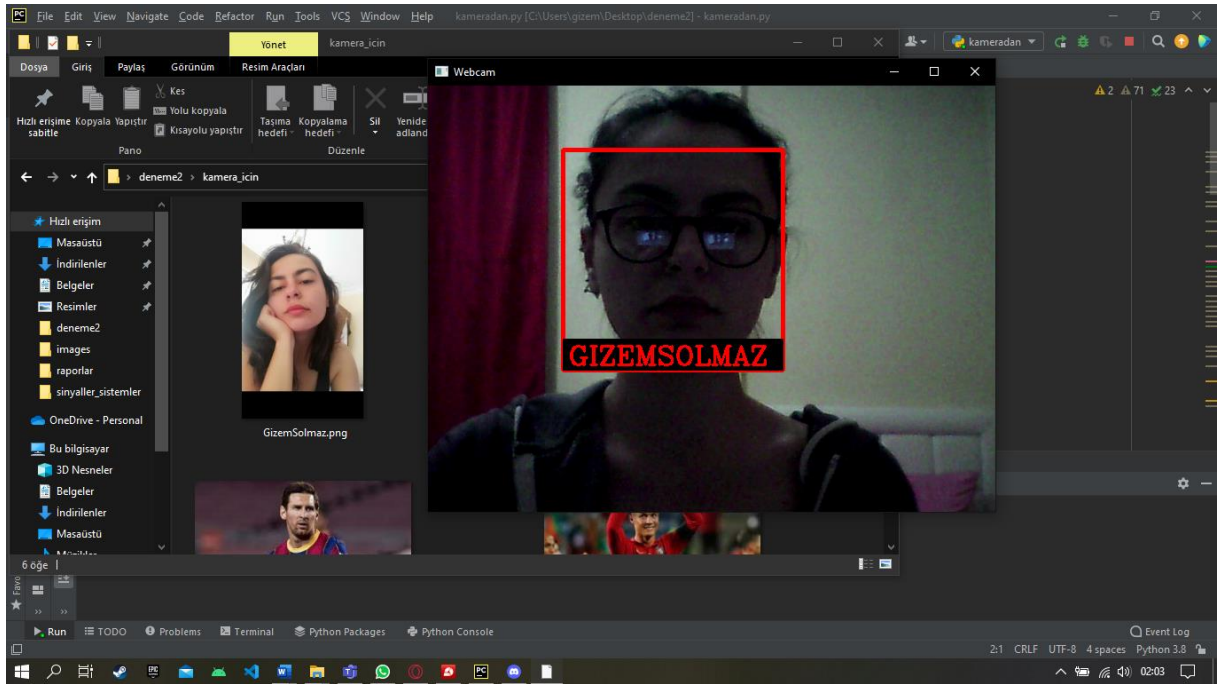 File Edit View Navigate Code Refactor Run Tools VCS Window Help kameradan.py [C:\Users\gizem\Desktop\deneme2] - kameradan.py
Yönet kamera_icin
kameradan
Dosya Giriş Paylaş Görünüm Resim Araçları
Webcam
2 71 23
Hızlı erişime sabitle
Kopyala
Yapıştır
Kes
Yolu kopyala
Kısayolu yapıştır
Taşıma hedefi
Kopyalama hedefi
Sil
Pano
Düzenle
deneme2 > kamera_icin
Hızlı erişim
Masaüstü
İndirilenler
Belgeler
Resimler
deneme2
images
raporlar
sinyaller_sistemler
OneDrive - Personal
Bu bilgisayar
3D Nesneler
Belgeler
İndirilenler
Masaüstü
GizemSolmaz.png
GIZEMSOLMAZ
6 öğe
Run TODO Problems Terminal Python Packages Python Console Event Log
2:1 CRLF UTF-8 4 spaces Python 3.8
EPIC
PC
02:03